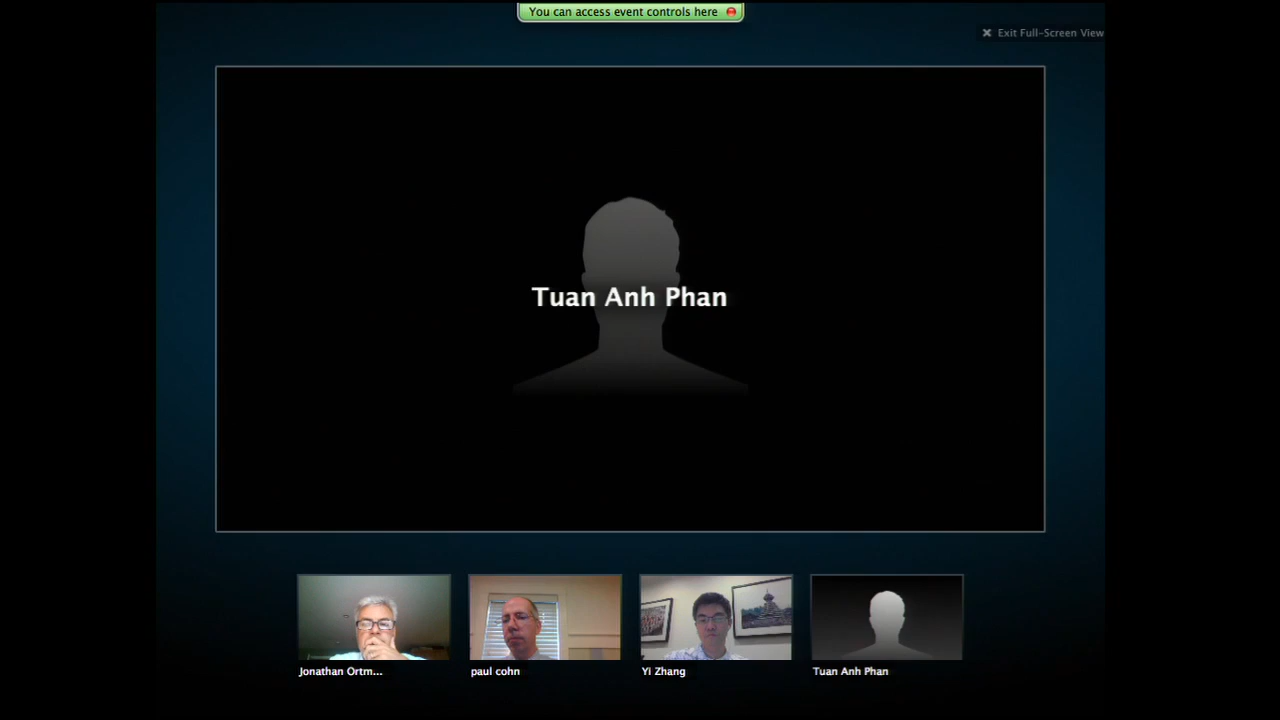 You can access event controls here
Exit Full-Screen View
Tuan Anh Phan
Jonathan Ortm...
paul cohn
Yi Zhang
Tuan Anh Phan